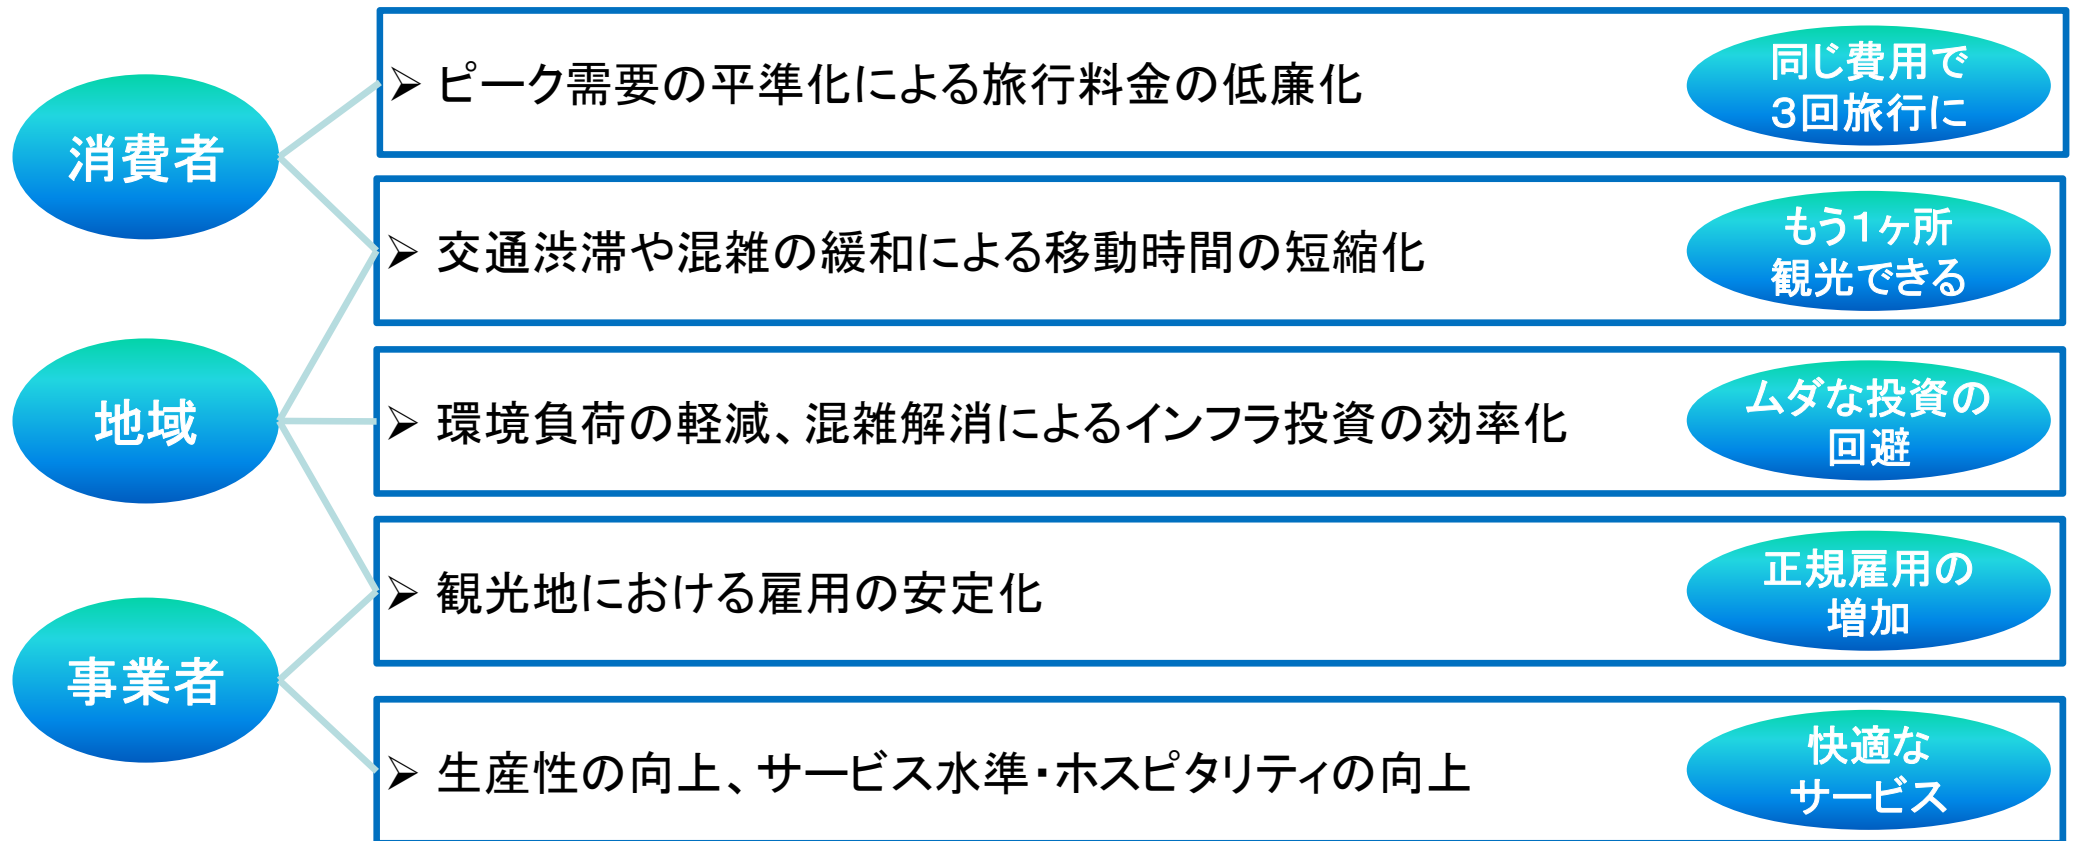 消費者
地域
事業者
➢ ピーク需要の平準化による旅行料金の低廉化
同じ費用で
３回旅行に
➢ 交通渋滞や混雑の緩和による移動時間の短縮化
もう１ヶ所
観光できる
➢ 環境負荷の軽減、混雑解消によるインフラ投資の効率化
ムダな投資の
回避
➢ 観光地における雇用の安定化
正規雇用の
増加
➢ 生産性の向上、サービス水準・ホスピタリティの向上
快適な
サービス